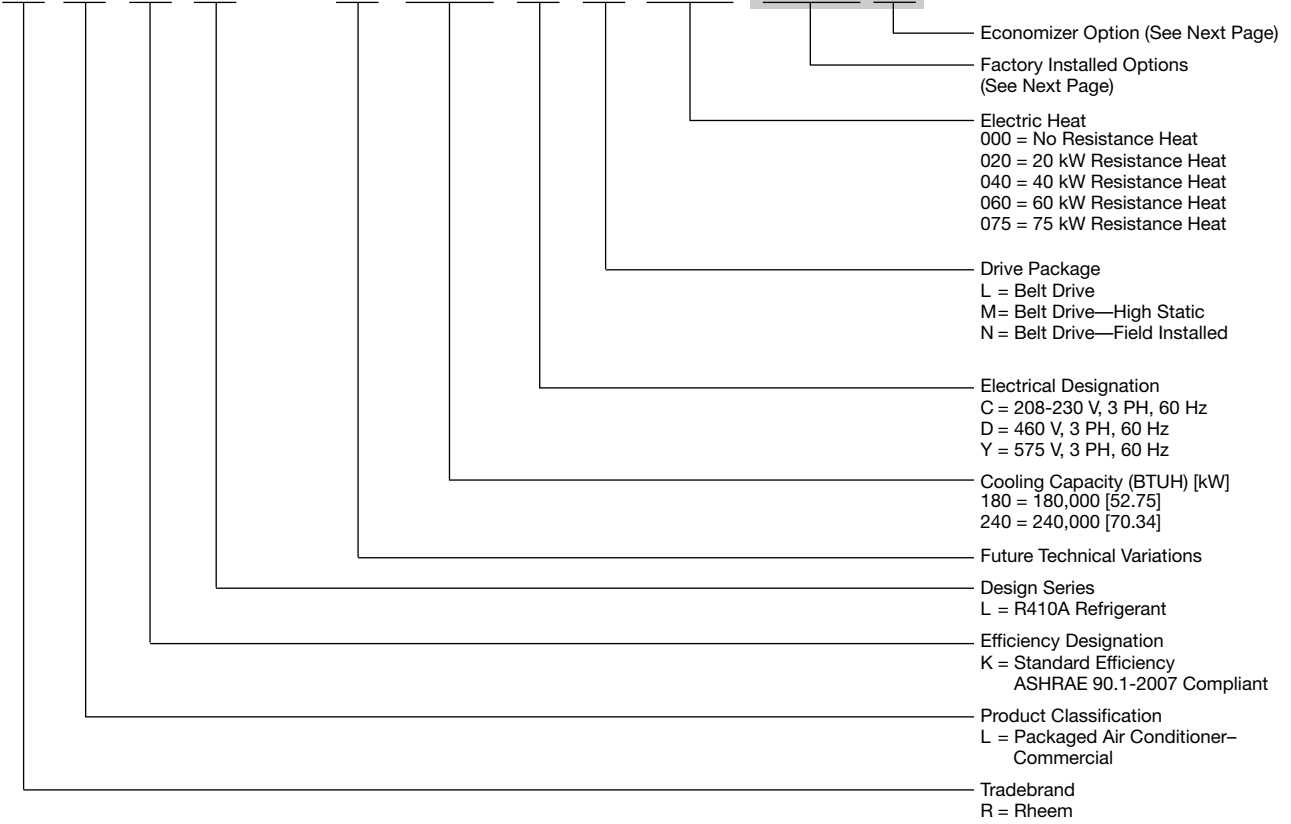 Economizer Option (See Next Page)
Factory Installed Options
(See Next Page)
Electric Heat
000 = No Resistance Heat
020 = 20 kW Resistance Heat
040 = 40 kW Resistance Heat
060 = 60 kW Resistance Heat
075 = 75 kW Resistance Heat
Drive Package
L = Belt Drive
M= Belt Drive—High Static
N = Belt Drive—Field Installed
Electrical Designation
C = 208-230 V, 3 PH, 60 Hz
D = 460 V, 3 PH, 60 Hz
Y = 575 V, 3 PH, 60 Hz
Cooling Capacity (BTUH) [kW]
180 = 180,000 [52.75]
240 = 240,000 [70.34]
Future Technical Variations
Design Series
L = R410A Refrigerant
Efficiency Designation
K = Standard Efficiency
ASHRAE 90.1-2007 Compliant
Product Classification
L = Packaged Air Conditioner–
Commercial
Tradebrand
R = Rheem